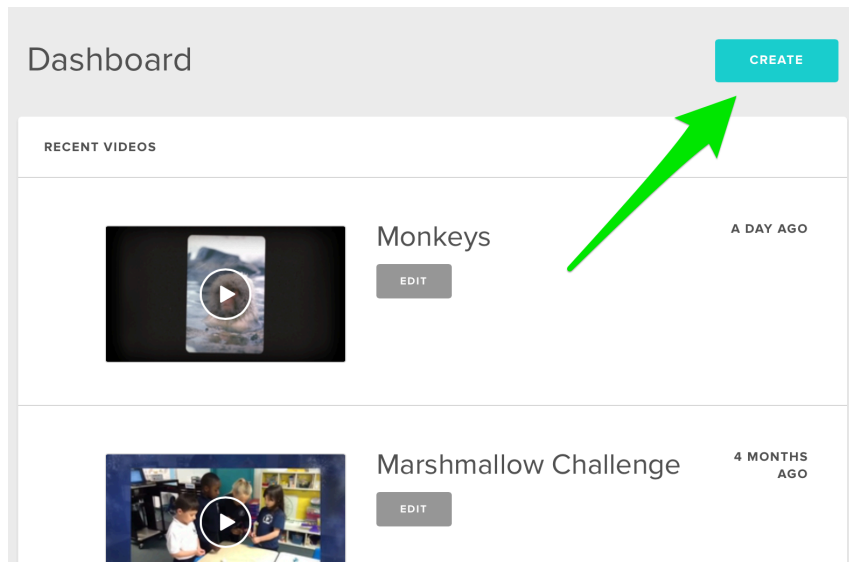 Dashboard
CREATE
RECENT VIDEOS
Monkeys
A DAY AGO
EDIT
Marshmallow Challenge
4 MONTHS
AGO
EDIT